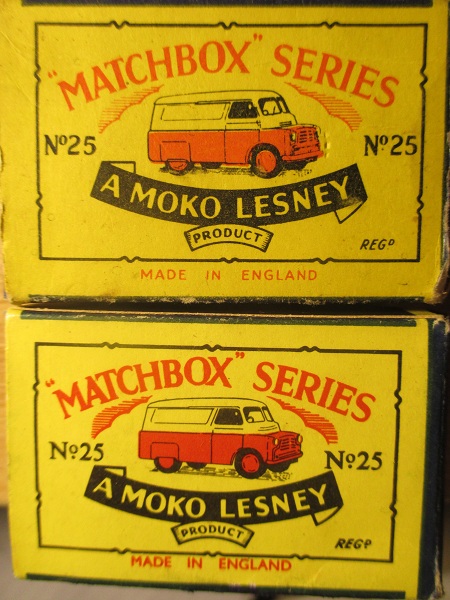 "MATCHBOX" SERIES
Nº25 Nº25
A MOKO LESNEY
PRODUCT
REGD
MADE IN ENGLAND
"MATCHBOX" SERIES
Nº25 Nº25
A MOKO LESNEY
PRODUCT
REGD
MADE IN ENGLAND